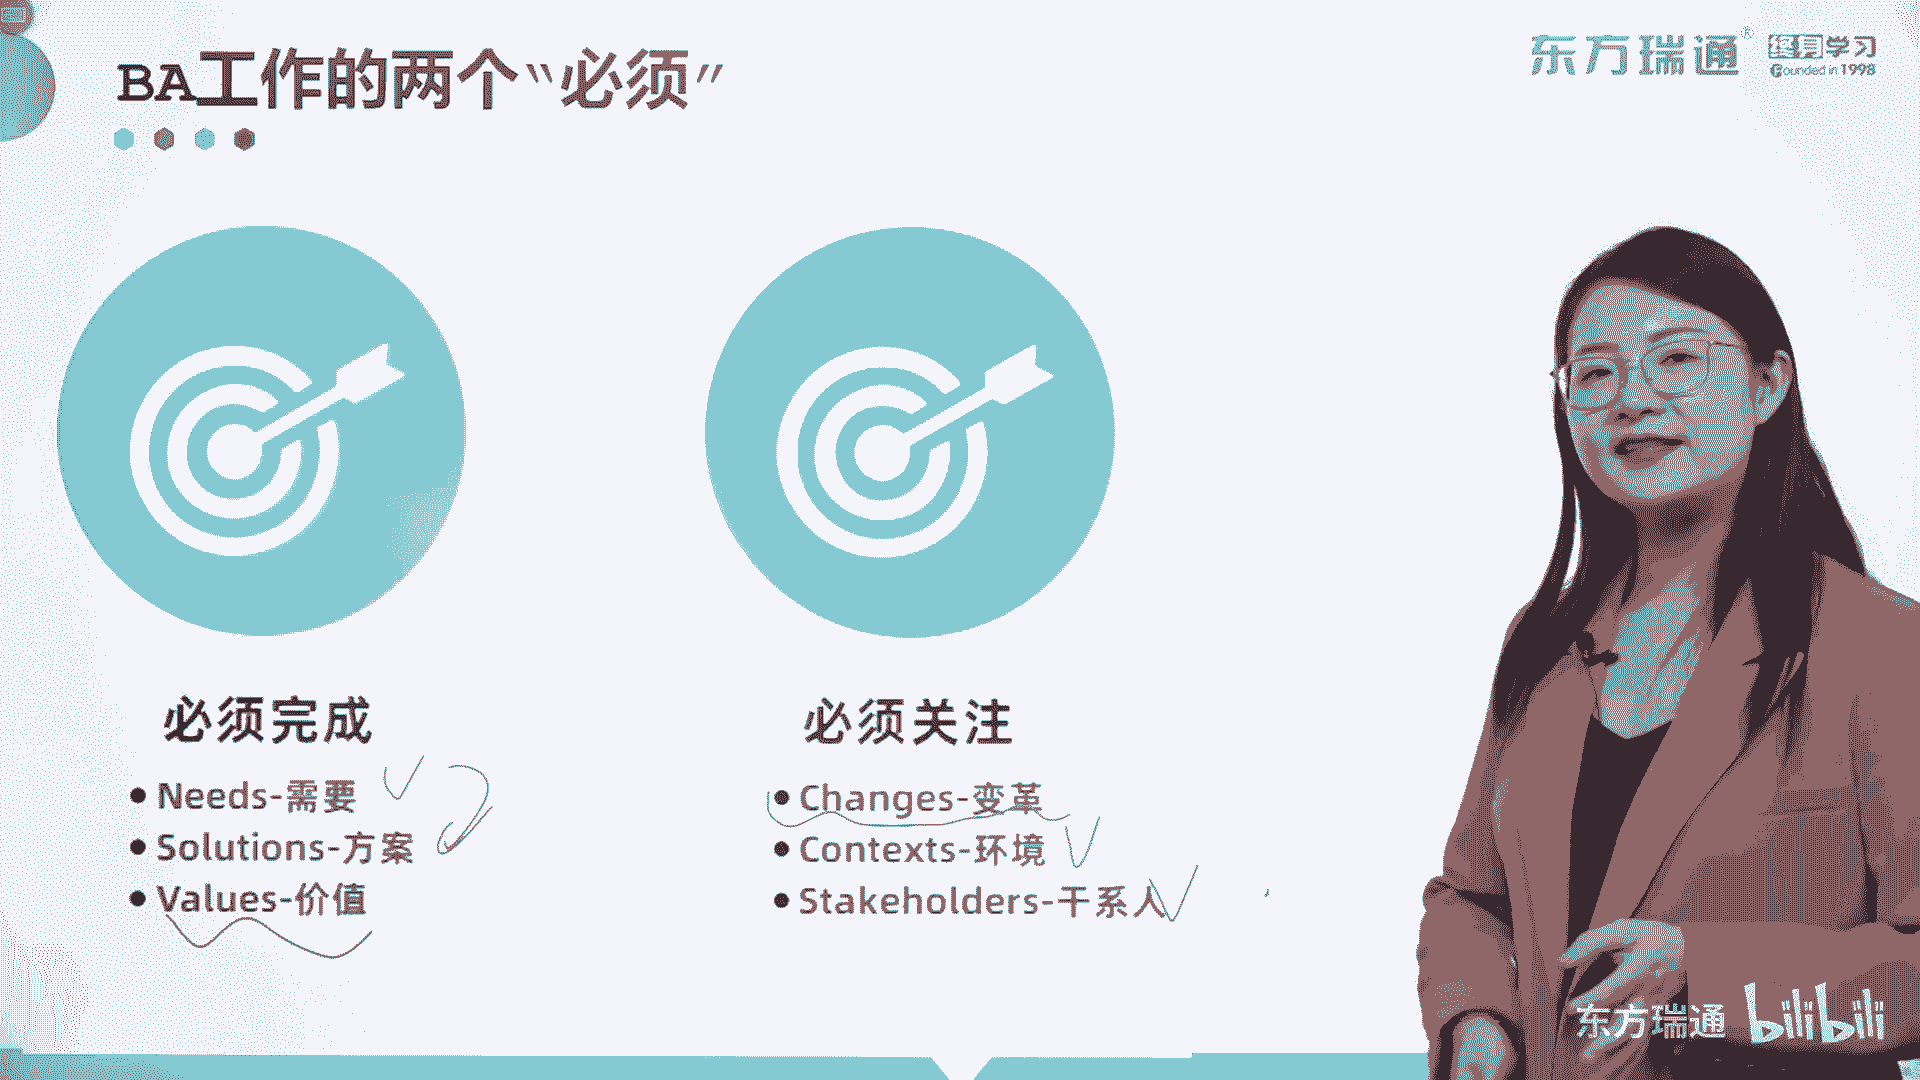 BA工作的两个“必须”
东方瑞通®
终身学习
Founded in 1998
必须完成
Needs-需要
Solutions-方案
Values-价值
必须关注
Changes-变革
Contexts-环境
Stakeholders-干系人
东方瑞通 bilibili